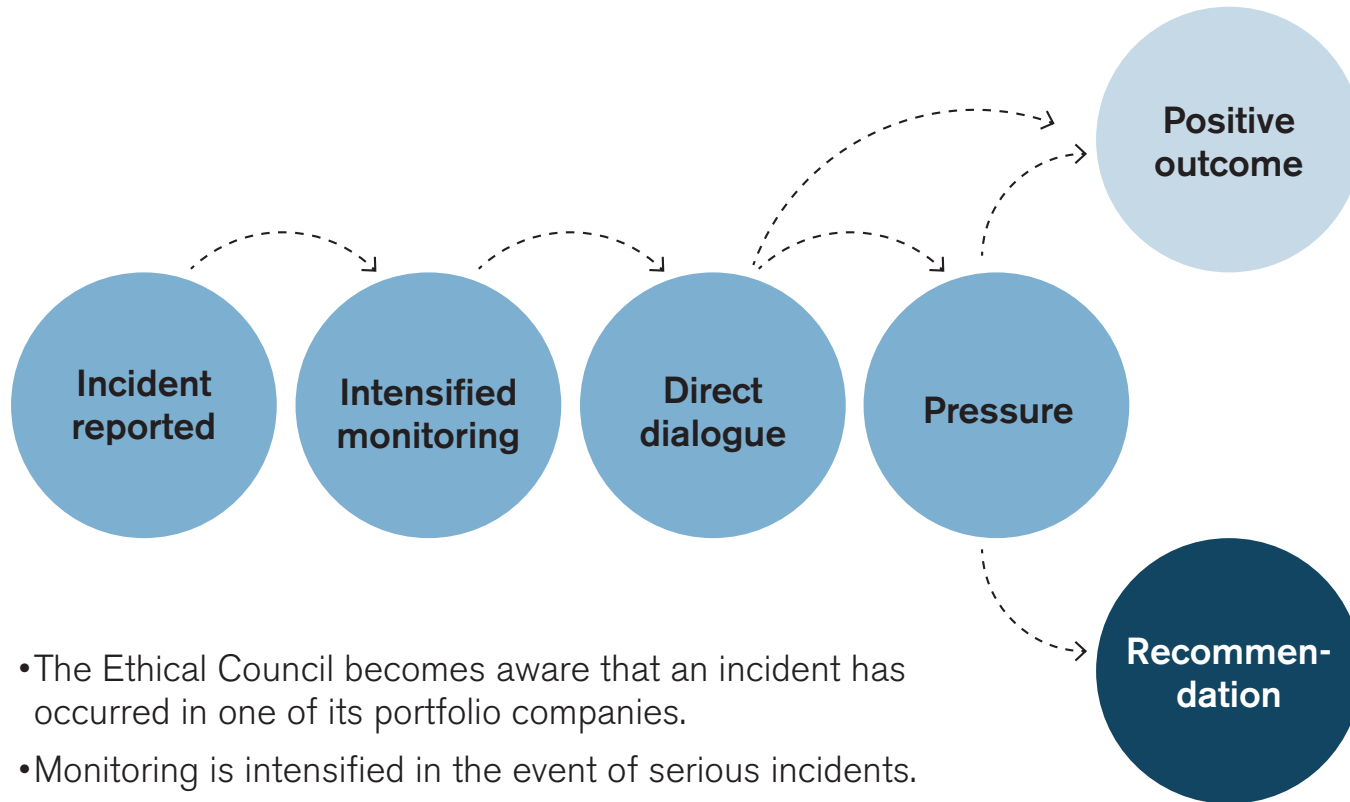 Positive
outcome
Incident
reported
Intensified
monitoring
Direct
dialogue
Pressure
Recommen-
dation
•The Ethical Council becomes aware that an incident has
occurred in one of its portfolio companies.
•Monitoring is intensified in the event of serious incidents.